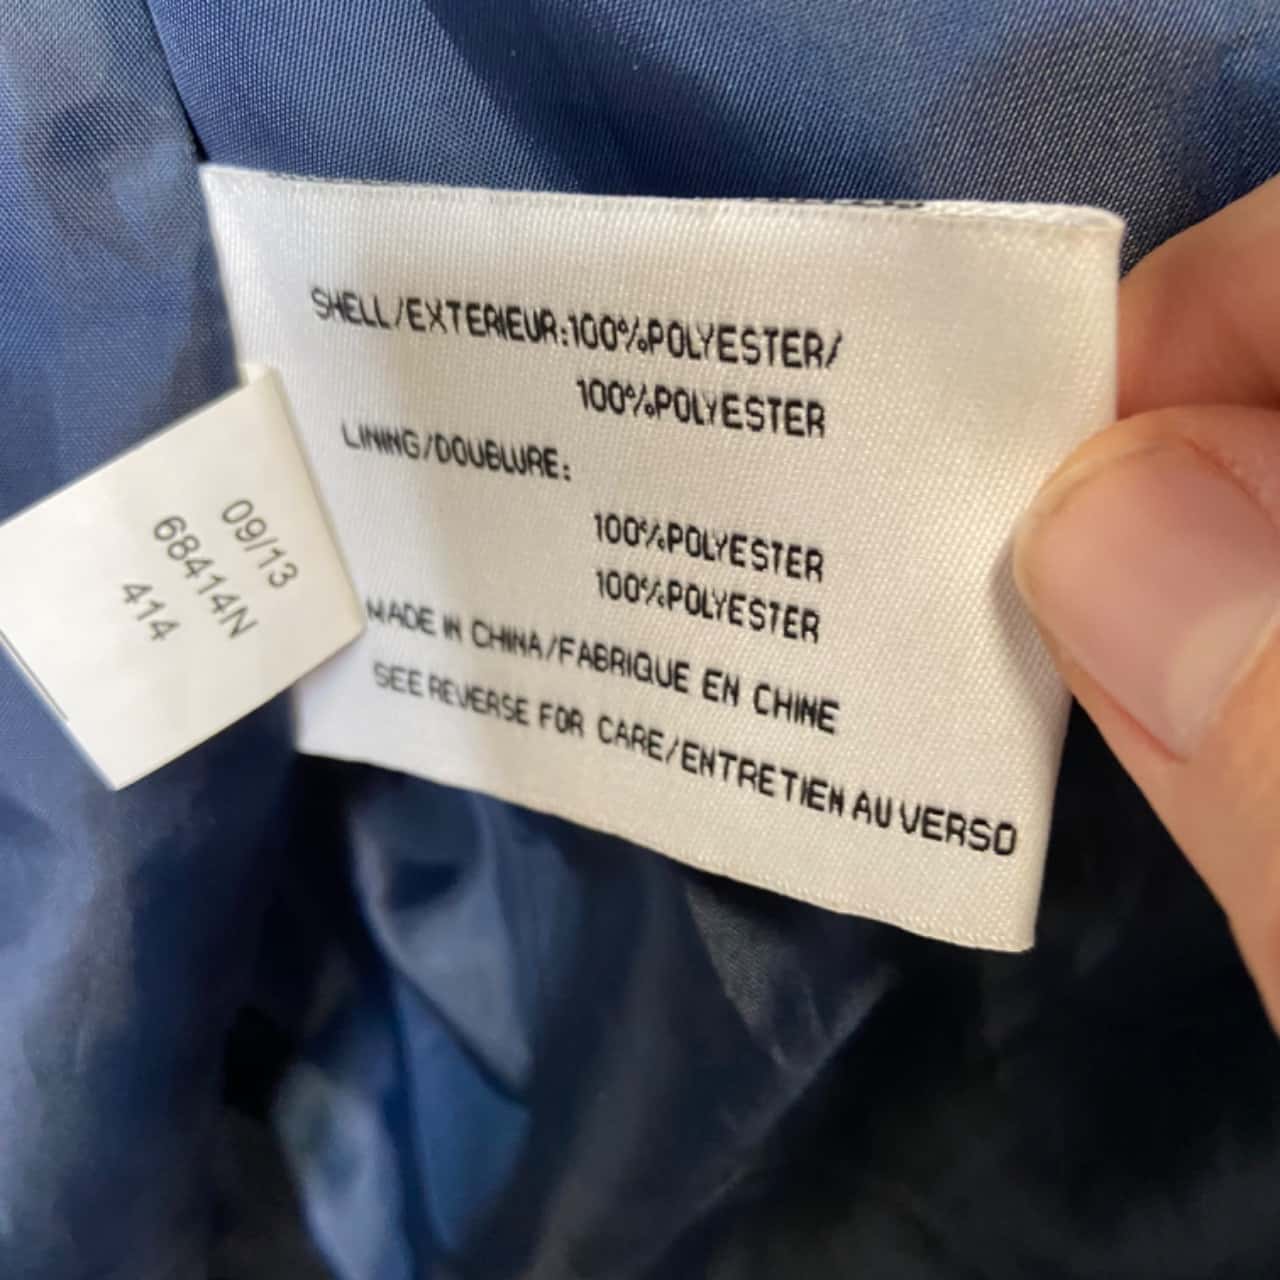 SHELL/EXTERIEUR:100%POLYESTER/
100%POLYESTER
LINING/DOUBLURE:
100%POLYESTER
100%POLYESTER
MADE IN CHINA/FABRIQUE EN CHINE
SEE REVERSE FOR CARE/ENTRETIEN AU VERSO
09/13
68414N
414